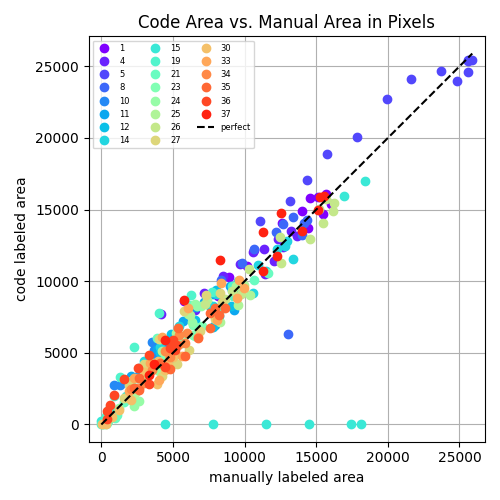 Code Area vs. Manual Area in Pixels
1 15 30
4 19 33
5 21 34
8 23 35
10 24 36
11 25 37
12 26 perfect
14 27
25000
20000
15000
10000
5000
0
code labeled area
0 5000 10000 15000 20000 25000
manually labeled area